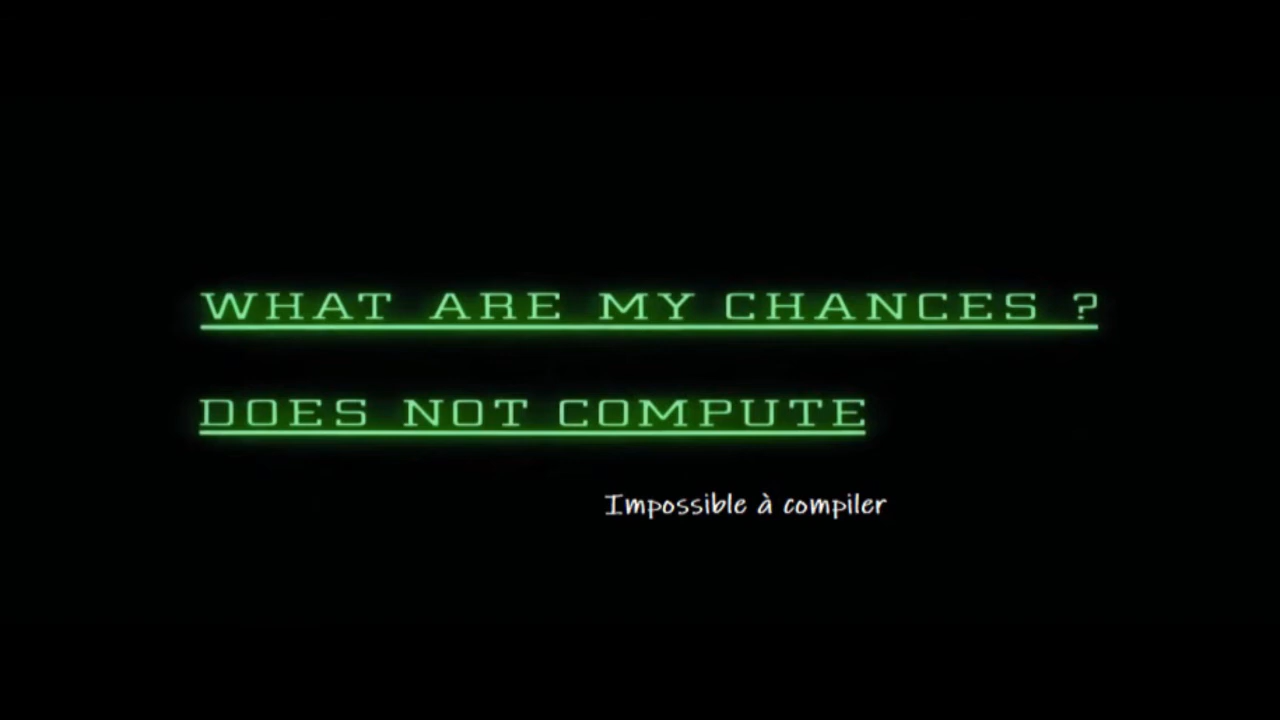 WHAT ARE MY CHANCES ?
DOES NOT COMPUTE
Impossible à compiler